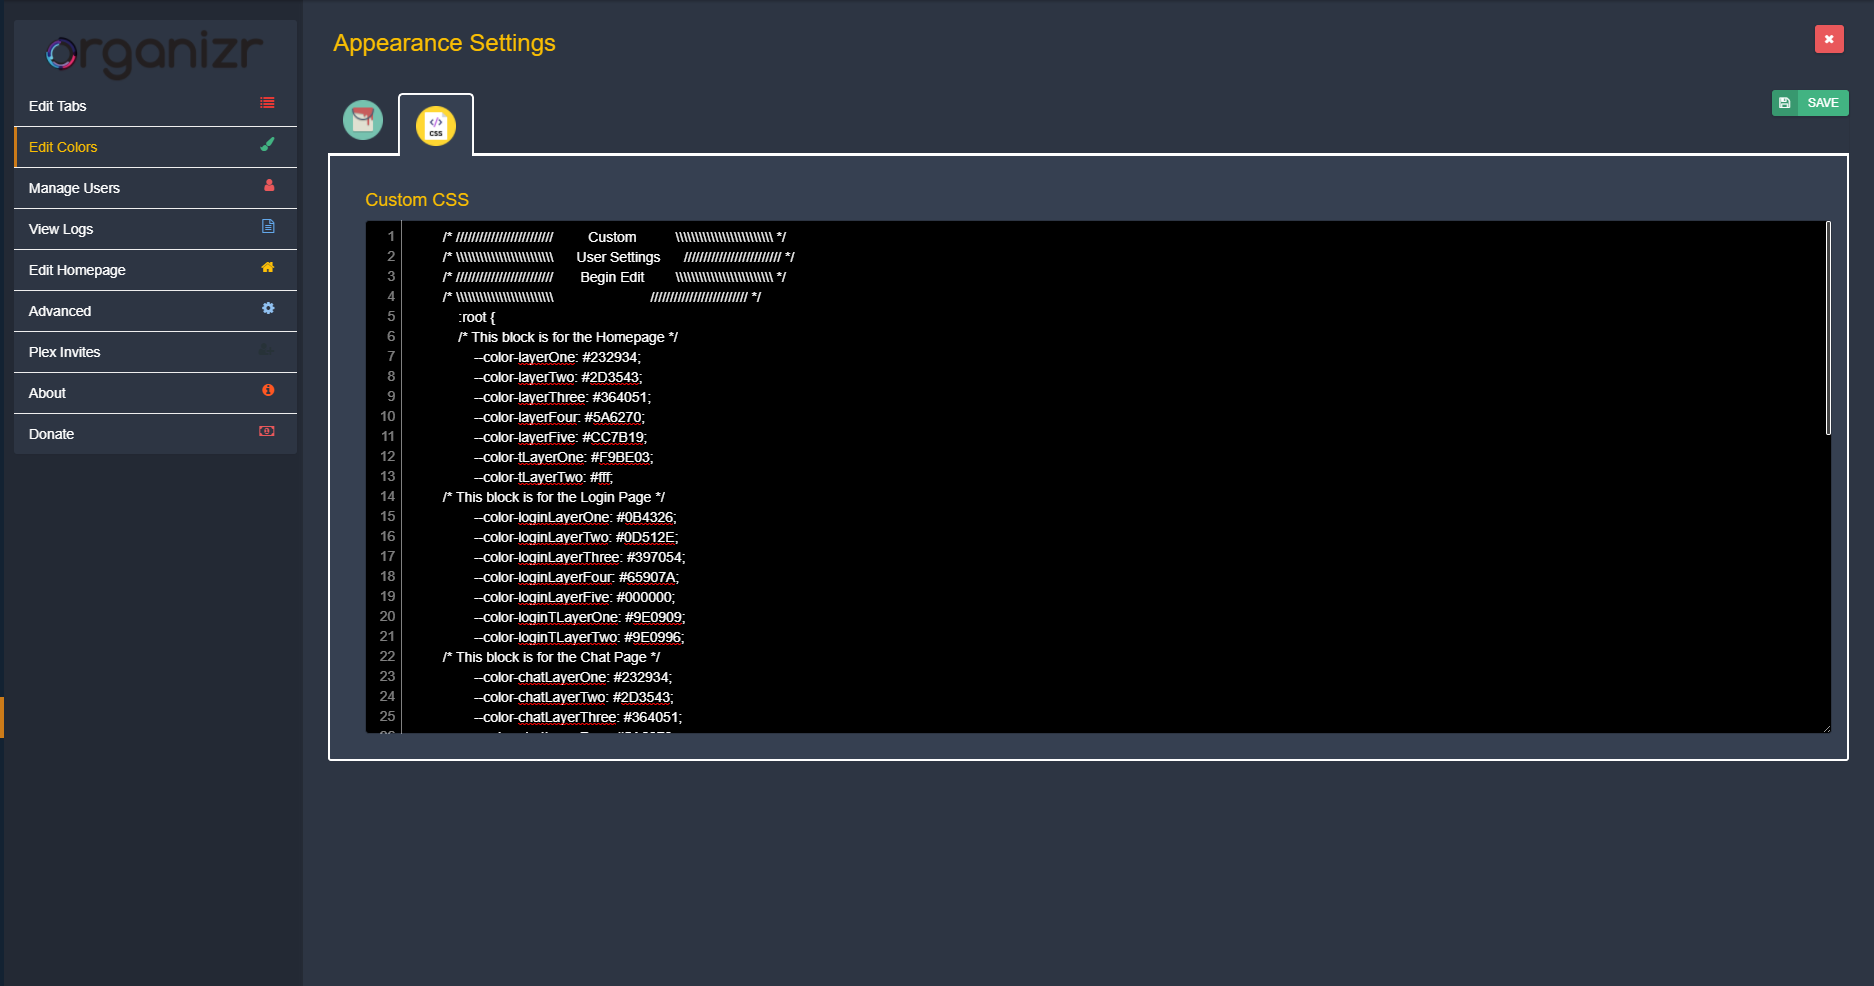 organizr
Edit Tabs
Edit Colors
Manage Users
View Logs
Edit Homepage
Advanced
Plex Invites
About
Donate
Appearance Settings
SAVE
</>
CSS
Custom CSS
1 /* ///////////////////////// Custom \\\\\\\\\\\\\\\\\\\\\\\\\ */
2 /* \\\\\\\\\\\\\\\\\\\\\\\\\ User Settings ///////////////////////// */
3 /* ///////////////////////// Begin Edit \\\\\\\\\\\\\\\\\\\\\\\\\ */
4 /* \\\\\\\\\\\\\\\\\\\\\\\\\ ///////////////////////// */
5 :root {
6 /* This block is for the Homepage */
7 --color-layerOne: #232934;
8 --color-layerTwo: #2D3543;
9 --color-layerThree: #364051;
10 --color-layerFour: #5A6270;
11 --color-layerFive: #CC7B19;
12 --color-tLayerOne: #F9BE03;
13 --color-tLayerTwo: #fff;
14 /* This block is for the Login Page */
15 --color-loginLayerOne: #0B4326;
16 --color-loginLayerTwo: #0D512E;
17 --color-loginLayerThree: #397054;
18 --color-loginLayerFour: #65907A;
19 --color-loginLayerFive: #000000;
20 --color-loginTLayerOne: #9E0909;
21 --color-loginTLayerTwo: #9E0996;
22 /* This block is for the Chat Page */
23 --color-chatLayerOne: #232934;
24 --color-chatLayerTwo: #2D3543;
25 --color-chatLayerThree: #364051;